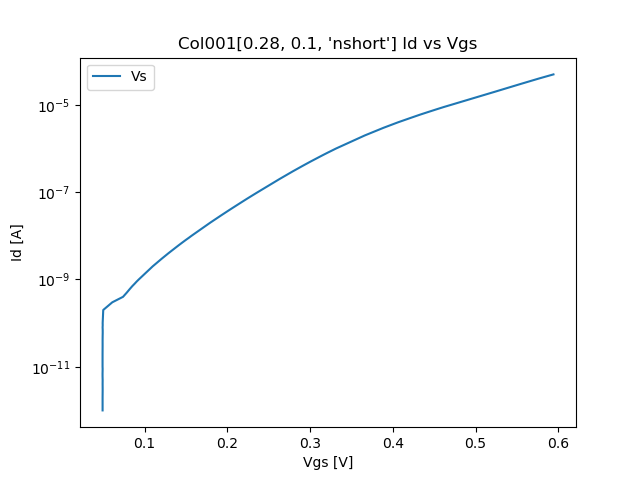 Col001[0.28, 0.1, 'nshort'] Id vs Vgs
Vs
10⁻⁵
10⁻⁷
10⁻⁹
10⁻¹¹
Id [A]
0.1 0.2 0.3 0.4 0.5 0.6
Vgs [V]